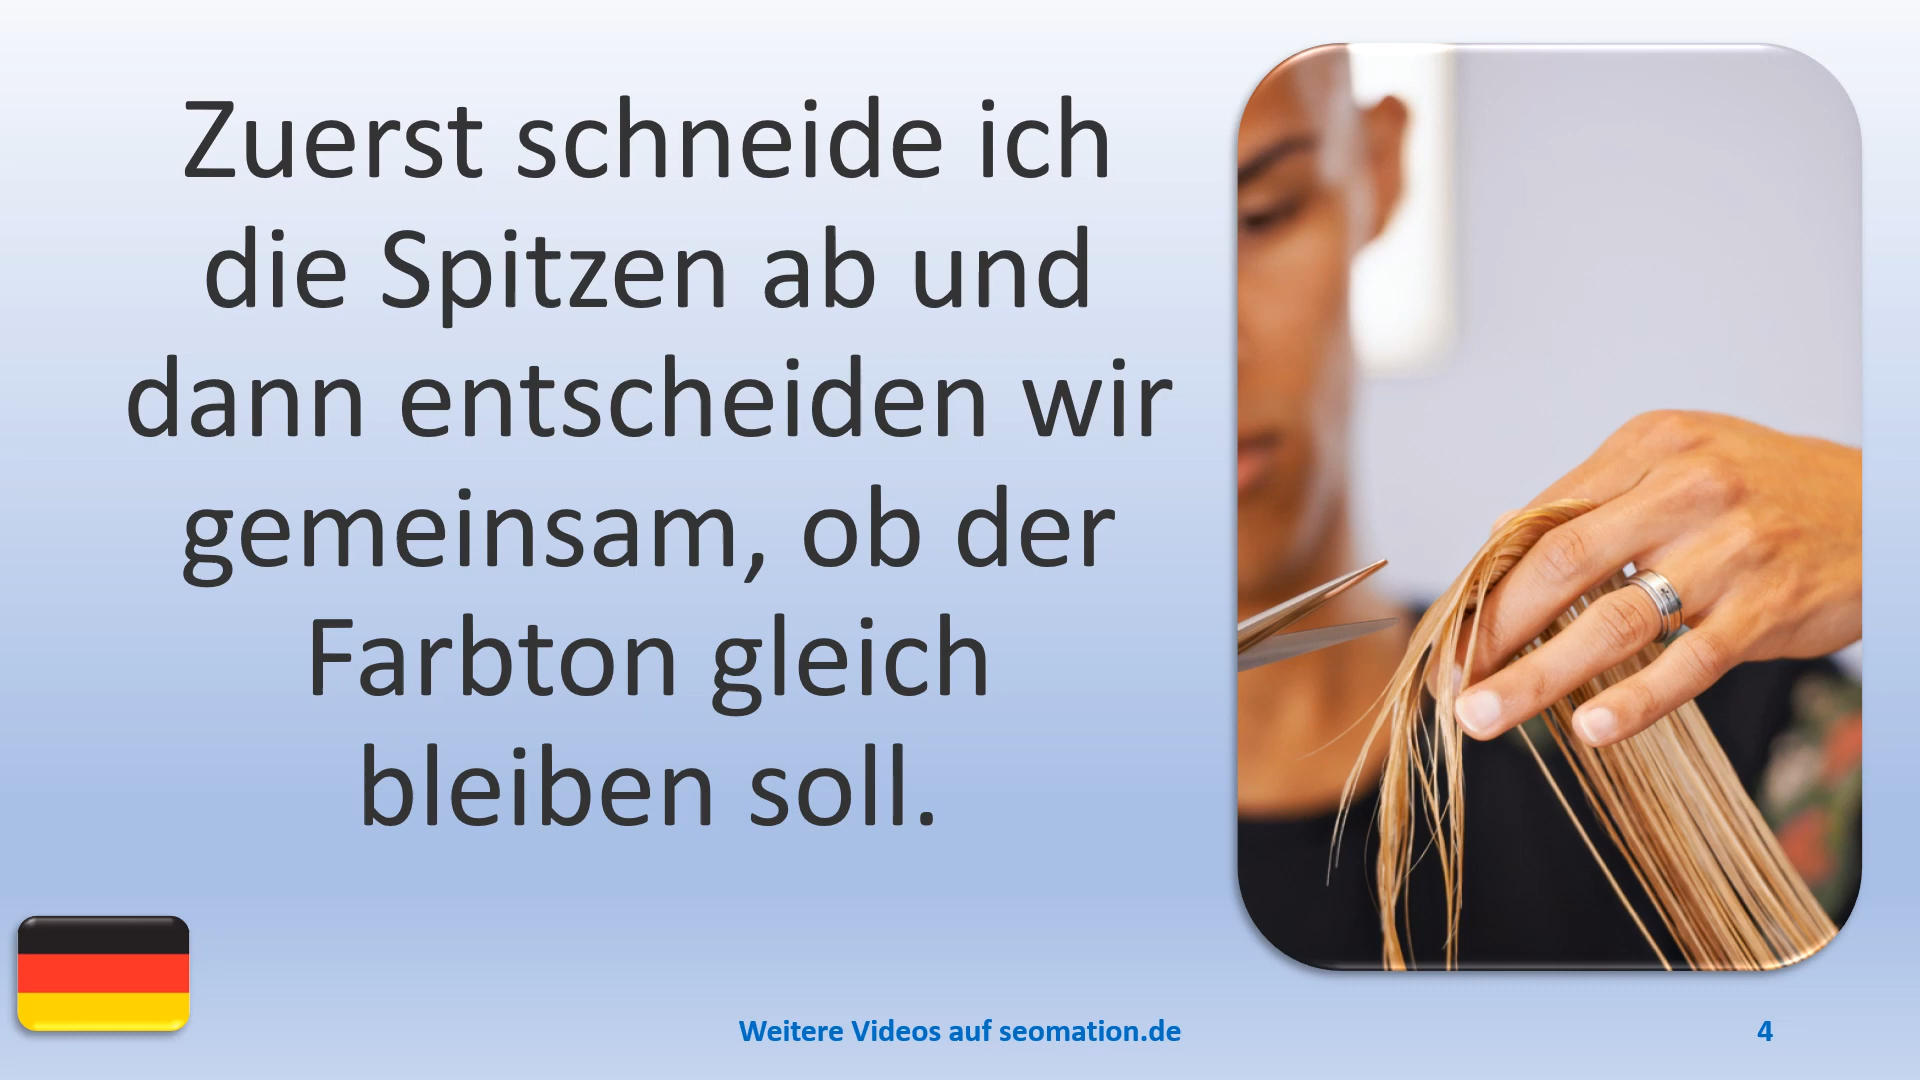 Zuerst schneide ich
die Spitzen ab und
dann entscheiden wir
gemeinsam, ob der
Farbton gleich
bleiben soll.
Weitere Videos auf seomation.de
4